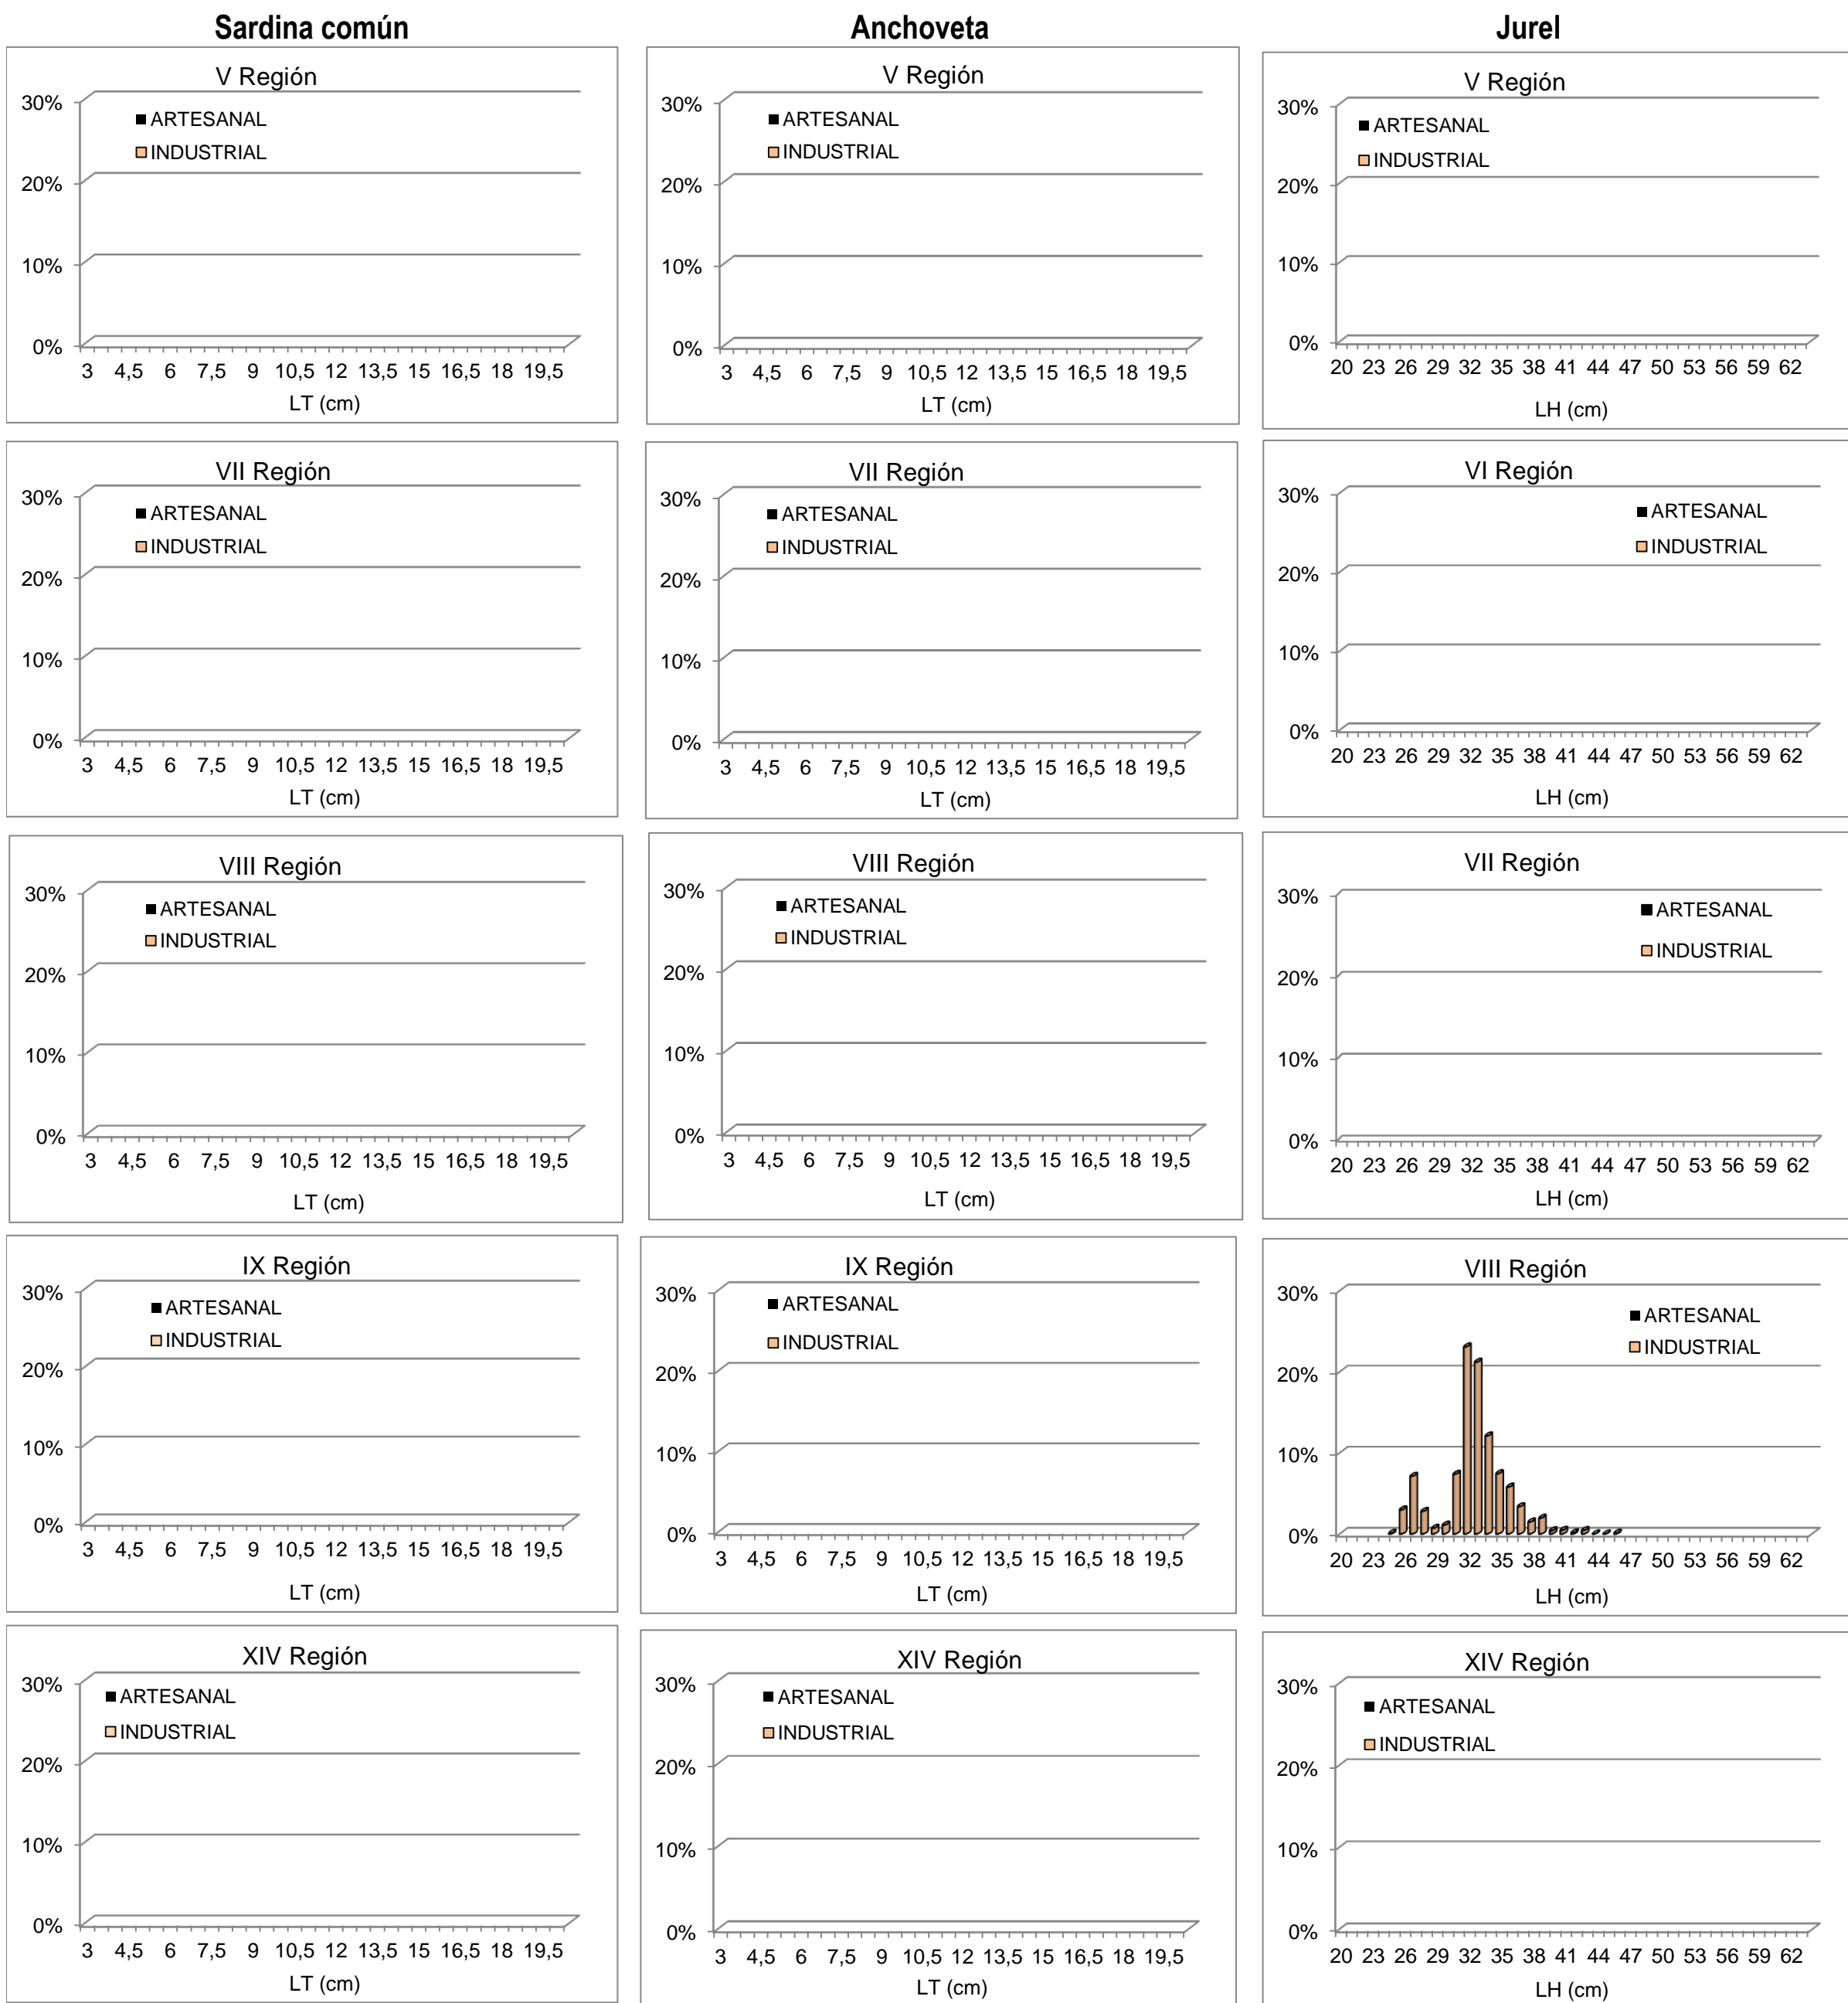 Sardina común
Anchoveta
Jurel
V Región
30%
20%
10%
0%
ARTESANAL
INDUSTRIAL
3 4,5 6 7,5 9 10,5 12 13,5 15 16,5 18 19,5
LT (cm)
V Región
30%
20%
10%
0%
ARTESANAL
INDUSTRIAL
3 4,5 6 7,5 9 10,5 12 13,5 15 16,5 18 19,5
LT (cm)
V Región
30%
20%
10%
0%
ARTESANAL
INDUSTRIAL
20 23 26 29 32 35 38 41 44 47 50 53 56 59 62
LH (cm)
VII Región
30%
20%
10%
0%
ARTESANAL
INDUSTRIAL
3 4,5 6 7,5 9 10,5 12 13,5 15 16,5 18 19,5
LT (cm)
VII Región
30%
20%
10%
0%
ARTESANAL
INDUSTRIAL
3 4,5 6 7,5 9 10,5 12 13,5 15 16,5 18 19,5
LT (cm)
VI Región
30%
20%
10%
0%
ARTESANAL
INDUSTRIAL
20 23 26 29 32 35 38 41 44 47 50 53 56 59 62
LH (cm)
VIII Región
30%
20%
10%
0%
ARTESANAL
INDUSTRIAL
3 4,5 6 7,5 9 10,5 12 13,5 15 16,5 18 19,5
LT (cm)
VIII Región
30%
20%
10%
0%
ARTESANAL
INDUSTRIAL
3 4,5 6 7,5 9 10,5 12 13,5 15 16,5 18 19,5
LT (cm)
VII Región
30%
20%
10%
0%
ARTESANAL
INDUSTRIAL
20 23 26 29 32 35 38 41 44 47 50 53 56 59 62
LH (cm)
IX Región
30%
20%
10%
0%
ARTESANAL
INDUSTRIAL
3 4,5 6 7,5 9 10,5 12 13,5 15 16,5 18 19,5
LT (cm)
IX Región
30%
20%
10%
0%
ARTESANAL
INDUSTRIAL
3 4,5 6 7,5 9 10,5 12 13,5 15 16,5 18 19,5
LT (cm)
VIII Región
30%
20%
10%
0%
ARTESANAL
INDUSTRIAL
20 23 26 29 32 35 38 41 44 47 50 53 56 59 62
LH (cm)
XIV Región
30%
20%
10%
0%
ARTESANAL
INDUSTRIAL
3 4,5 6 7,5 9 10,5 12 13,5 15 16,5 18 19,5
LT (cm)
XIV Región
30%
20%
10%
0%
ARTESANAL
INDUSTRIAL
3 4,5 6 7,5 9 10,5 12 13,5 15 16,5 18 19,5
LT (cm)
XIV Región
30%
20%
10%
0%
ARTESANAL
INDUSTRIAL
20 23 26 29 32 35 38 41 44 47 50 53 56 59 62
LH (cm)